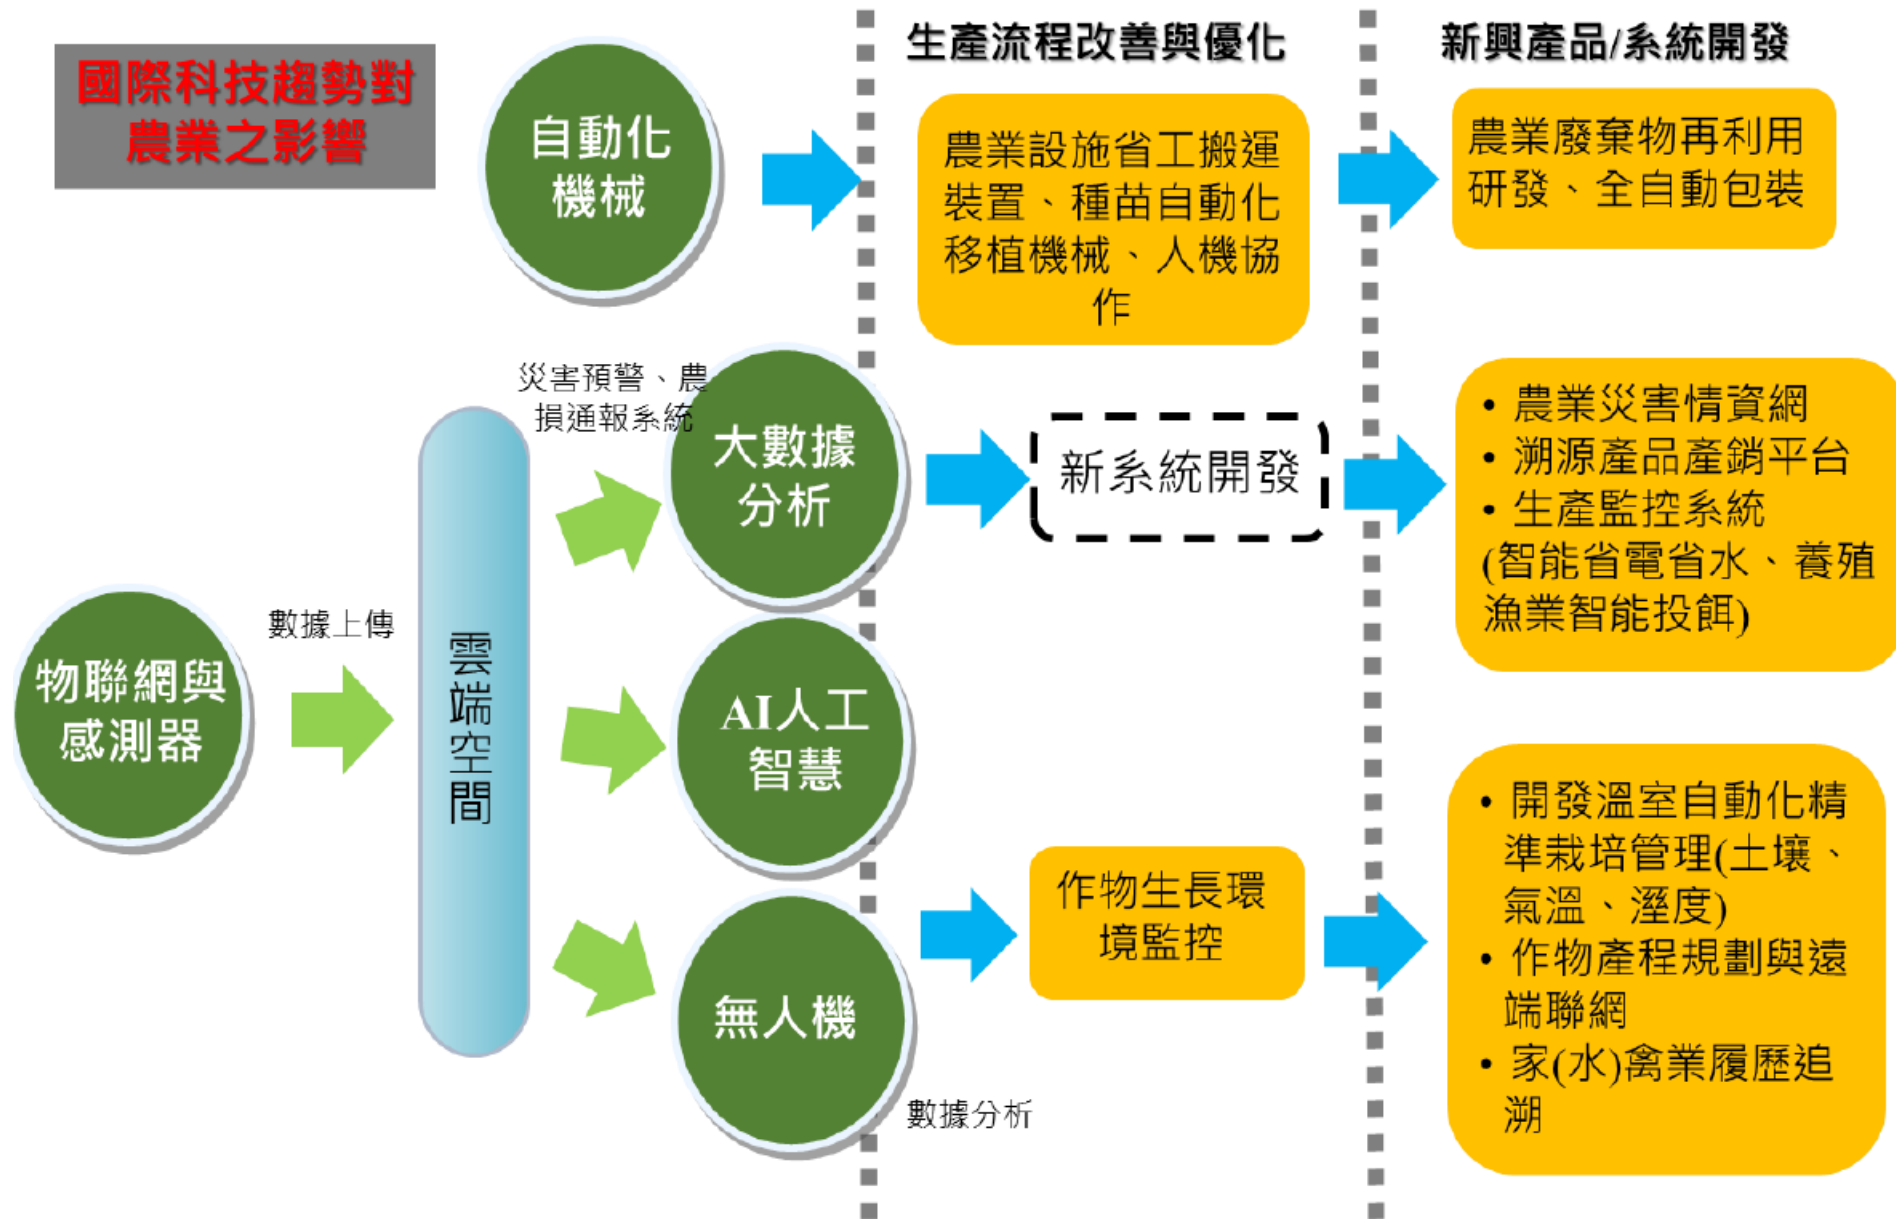 國際科技趨勢對
農業之影響
生產流程改善與優化
新興產品/系統開發
自動化
機械
農業設施省工搬運
裝置、種苗自動化
移植機械、人機協
作
農業廢棄物再利用
研發、全自動包裝
災害預警、農
損通報系統
大數據
分析
新系統開發
• 農業災害情資網
• 溯源產品產銷平台
• 生產監控系統
(智能省電省水、養殖
漁業智能投餌)
物聯網與
感測器
數據上傳
雲端空間
AI人工
智慧
無人機
數據分析
作物生長環
境監控
• 開發溫室自動化精
準栽培管理(土壤、
氣溫、溼度)
• 作物產程規劃與遠
端聯網
• 家(水)禽業履歷追
溯